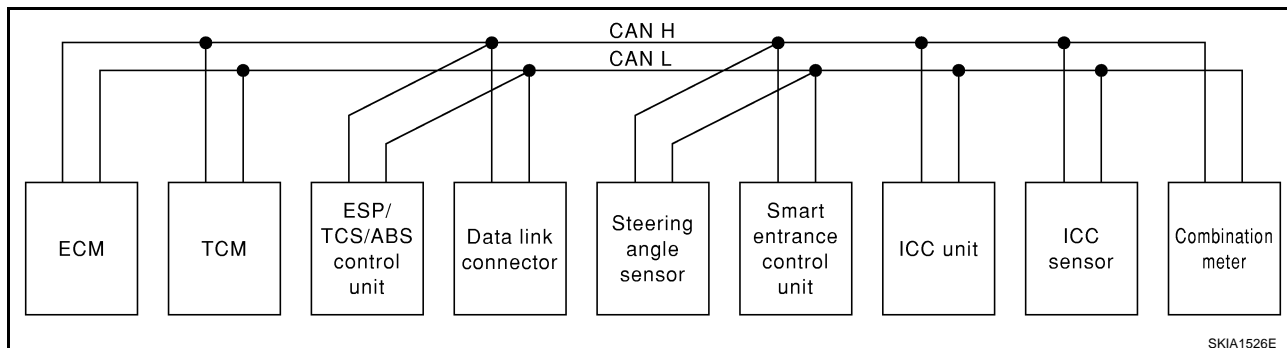 CAN H
CAN L
ECM
TCM
ESP/
TCS/ABS
control
unit
Data link
connector
Steering
angle
sensor
Smart
entrance
control
unit
ICC unit
ICC
sensor
Combination
meter
SKIA1526E